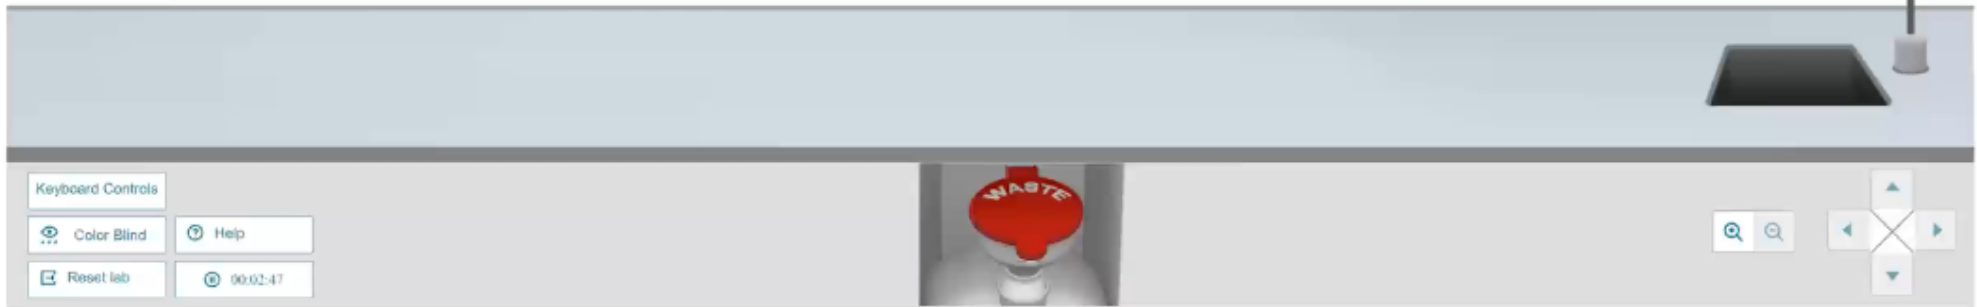 WASTE
Keyboard Controls
Color Blind
Help
Reset lab
00:02:47